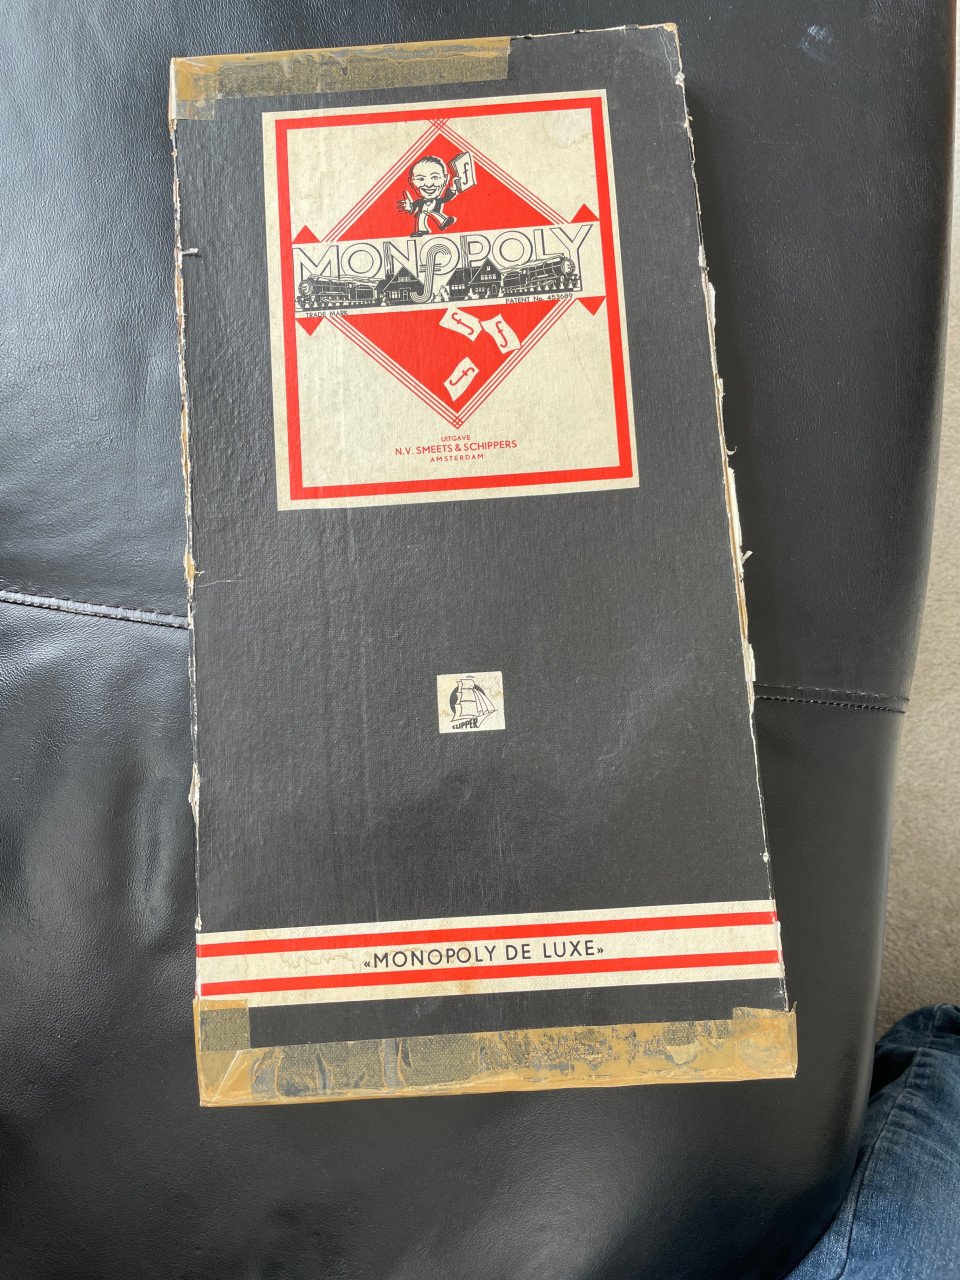 f
MONOPOLY
TRADE MARK
PATENT No. 453689
f
f
f
UITGAVE
N.V. SMEETS & SCHIPPERS
AMSTERDAM
CLIPPER
«MONOPOLY DE LUXE»